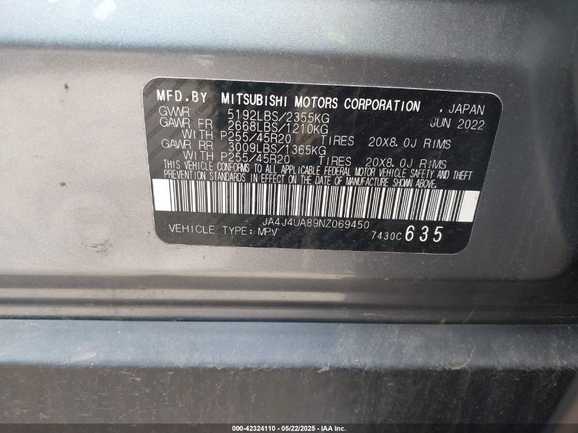 MFD.BY MITSUBISHI MOTORS CORPORATION , JAPAN
GVWR 5192LBS/2355KG JUN 2022
GAWR FR 2668LBS/1210KG
WITH P255/45R20 TIRES 20X8.0J RIMS
GAWR RR 3009LBS/1365KG
WITH P255/45R20 TIRES 20X8.0J RIMS
THIS VEHICLE CONFORMS TO ALL APPLICABLE FEDERAL MOTOR VEHICLE SAFETY AND THEFT
PREVENTION STANDARDS IN EFFECT ON THE DATE OF MANUFACTURE SHOWN ABOVE.
JA4J4UA89NZ069450
VEHICLE TYPE: MPV 7430C 635
000-42324110 - 05/22/2025 - IAAI.COM